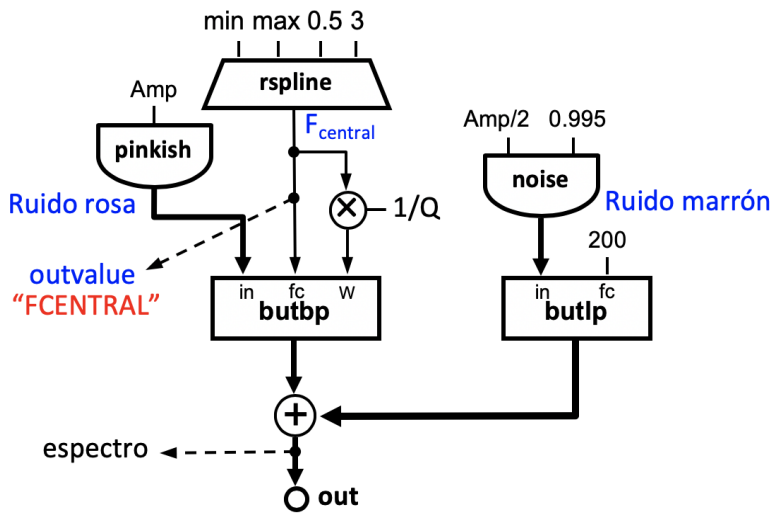 min max 0.5 3
rspline
Amp
Fcentral
Amp/2 0.995
pinkish
noise
Ruido rosa
1/Q
Ruido marrón
200
outvalue
"FCENTRAL"
in fc W
butbp
in fc
butlp
+
espectro
out